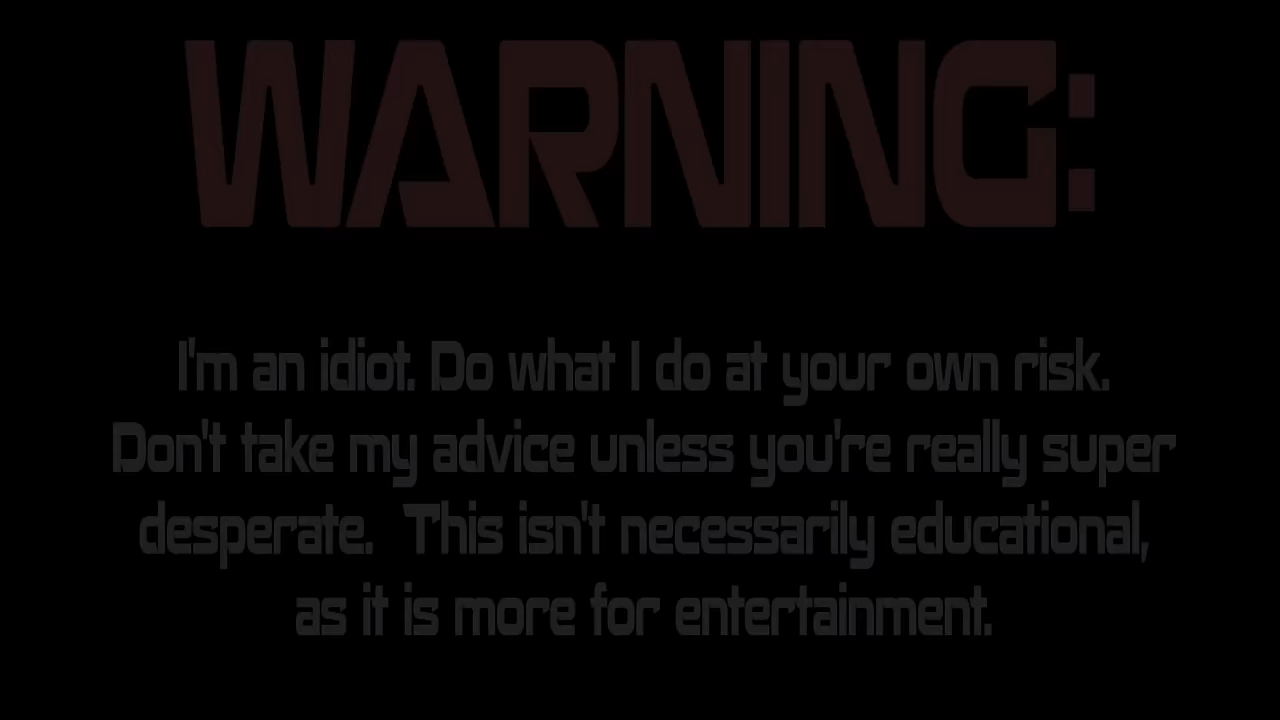 WARNING:
I'm an idiot. Do what I do at your own risk.
Don't take my advice unless you're really super
desperate.  This isn't necessarily educational,
as it is more for entertainment.